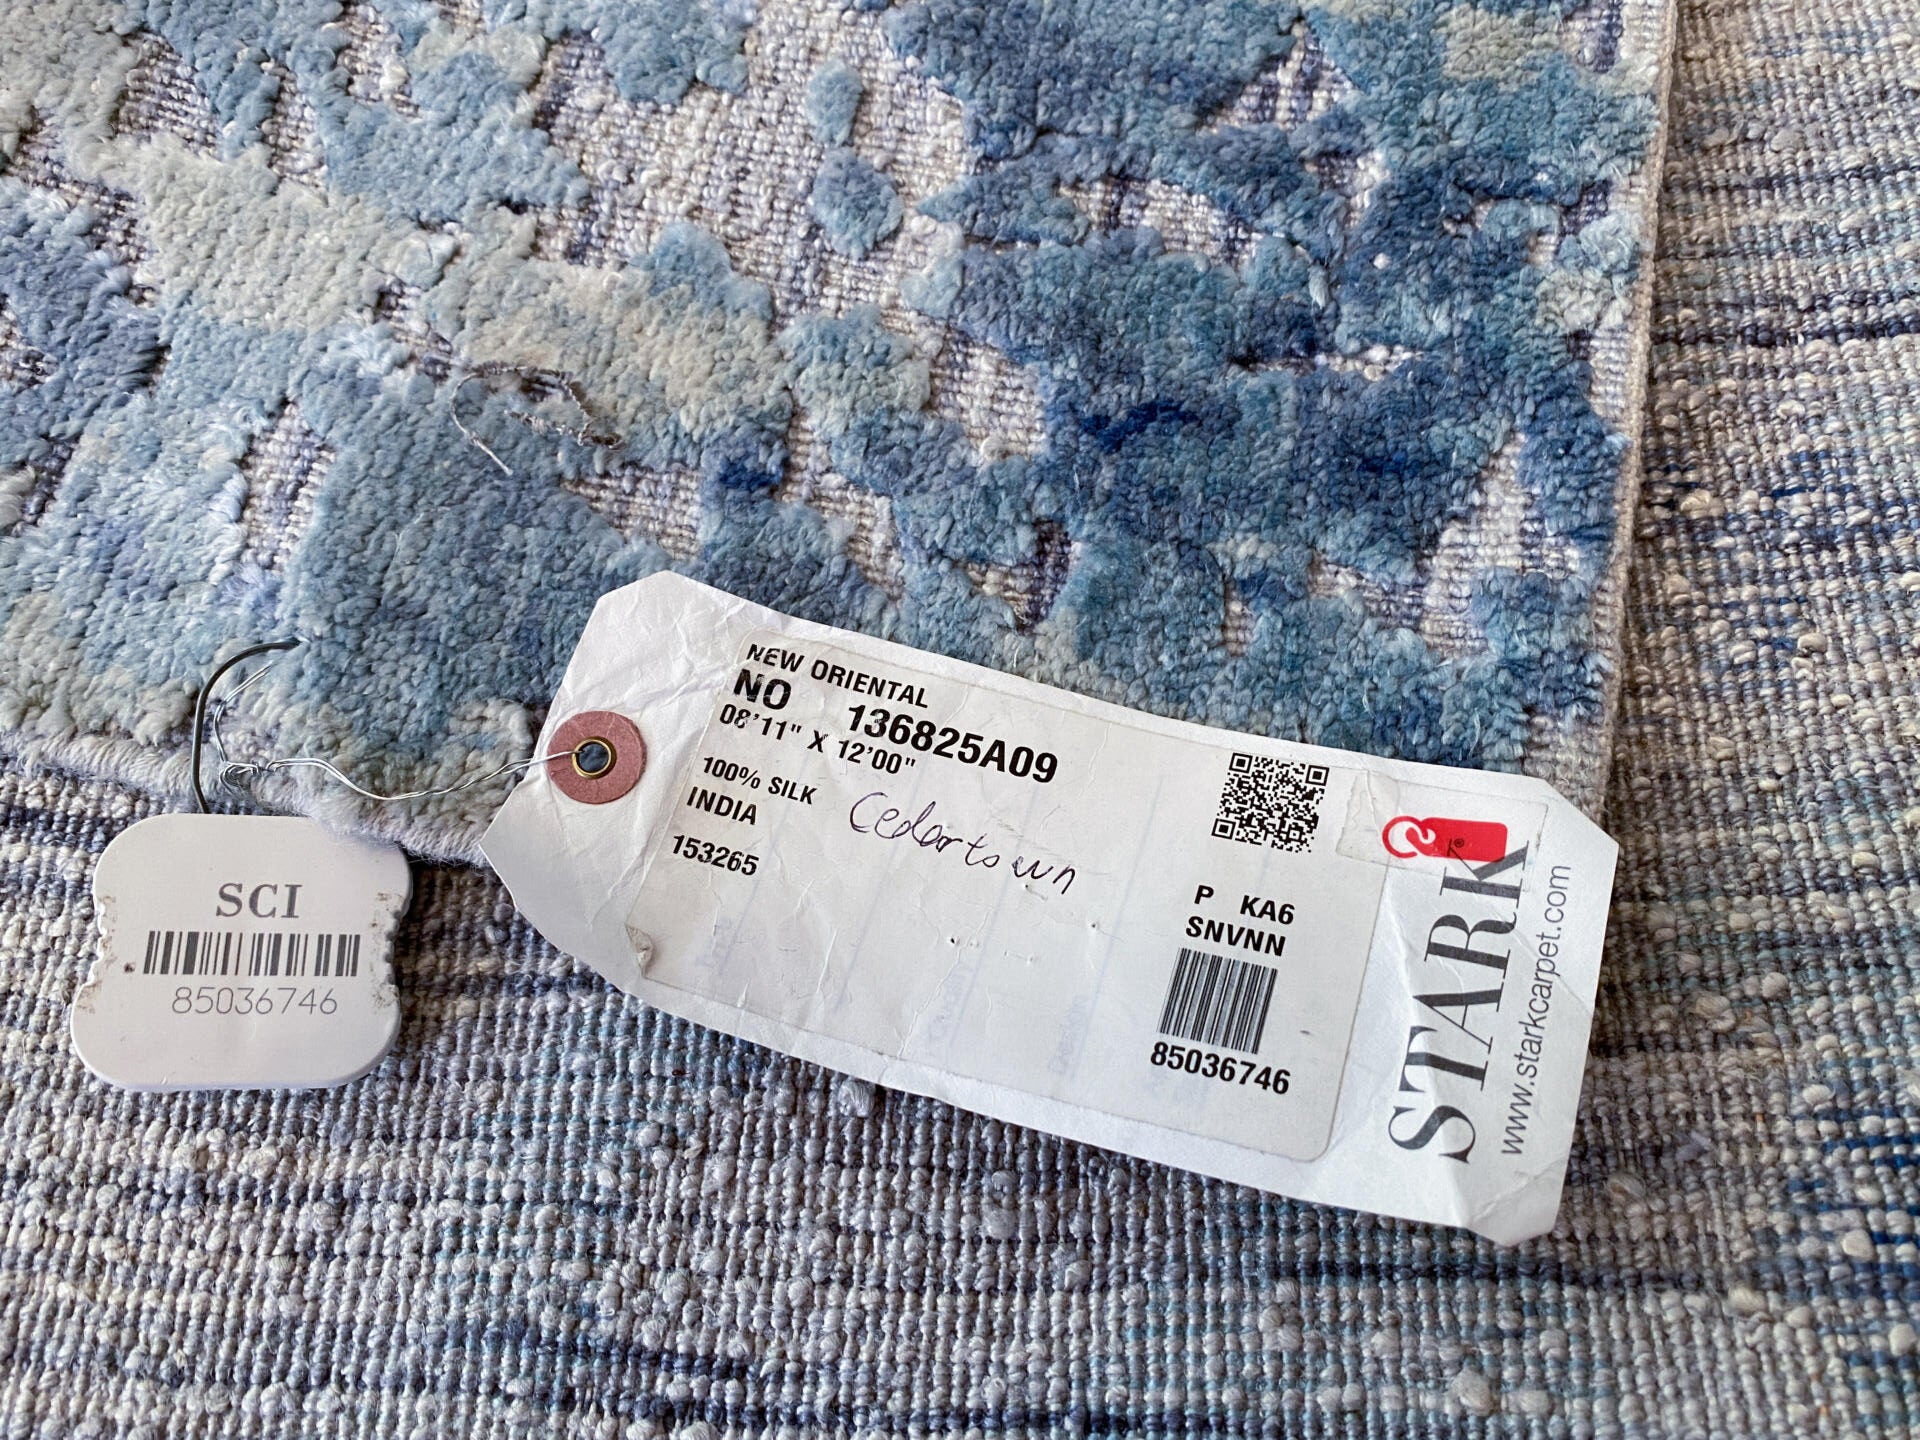 SCI
85036746
NEW ORIENTAL
NO 136825A09
08'11" X 12'00"
100% SILK
INDIA
153265
Cedartown
P KA6
SNVNN
85036746
STARK
®
www.starkcarpet.com